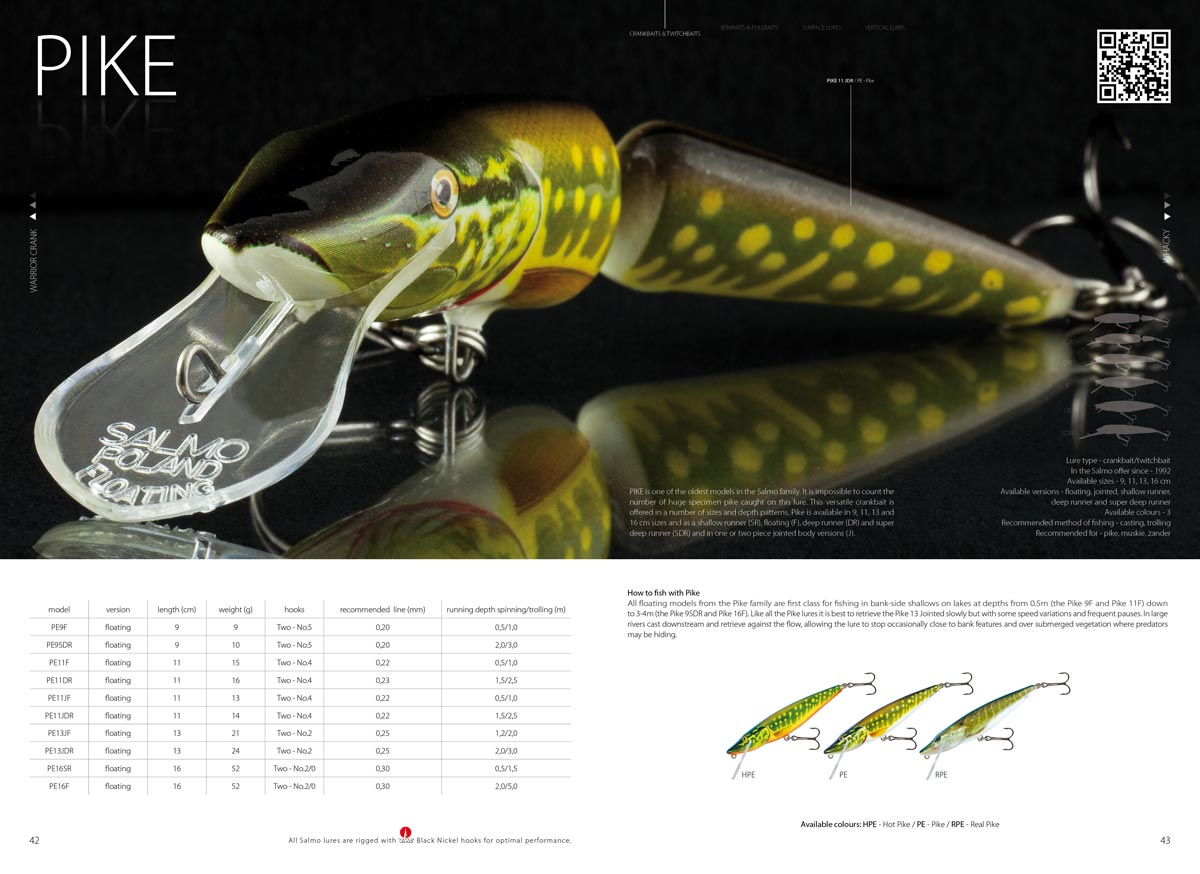 PIKE
CRANKBAITS & TWITCHBAITS JERKBAITS & PULLBAITS SURFACE LURES VERTICAL LURES
PIKE 11 JDR / PE - Pike
WARRIOR CRANK
WHACKY
SALMO
POLAND
FLOATING
PIKE is one of the oldest models in the Salmo family. It is impossible to count the
number of huge specimen pike caught on this lure. This versatile crankbait is
offered in a number of sizes and depth patterns. Pike is available in 9, 11, 13 and
16 cm sizes and as a shallow runner (SR), floating (F), deep runner (DR) and super
deep runner (SDR) and in one or two piece jointed body versions (J).
Lure type - crankbait/twitchbait
In the Salmo offer since - 1992
Available sizes - 9, 11, 13, 16 cm
Available versions - floating, jointed, shallow runner,
deep runner and super deep runner
Available colours - 3
Recommended method of fishing - casting, trolling
Recommended for - pike, muskie, zander
model version length (cm) weight (g) hooks recommended line (mm) running depth spinning/trolling (m)
PE9F floating 9 9 Two - No.5 0,20 0,5/1,0
PE9SDR floating 9 10 Two - No.5 0,20 2,0/3,0
PE11F floating 11 15 Two - No.4 0,22 0,5/1,0
PE11DR floating 11 16 Two - No.4 0,23 1,5/2,5
PE11JF floating 11 13 Two - No.4 0,22 0,5/1,0
PE11JDR floating 11 14 Two - No.4 0,22 1,5/2,5
PE13JF floating 13 21 Two - No.2 0,25 1,2/2,0
PE13JDR floating 13 24 Two - No.2 0,25 2,0/3,0
PE16SR floating 16 52 Two - No.2/0 0,30 0,5/1,5
PE16F floating 16 52 Two - No.2/0 0,30 2,0/5,0
How to fish with Pike
All floating models from the Pike family are first class for fishing in bank-side shallows on lakes at depths from 0,5m (the Pike 9F and Pike 11F) down
to 3-4m (the Pike 9SDR and Pike 16F). Like all the Pike lures it is best to retrieve the Pike 13 Jointed slowly but with some speed variations and frequent pauses. In large
rivers cast downstream and retrieve against the flow, allowing the lure to stop occasionally close to bank features and over submerged vegetation where predators
may be hiding.
HPE PE RPE
Available colours: HPE - Hot Pike / PE - Pike / RPE - Real Pike
42
All Salmo lures are rigged with Black Nickel hooks for optimal performance.
43